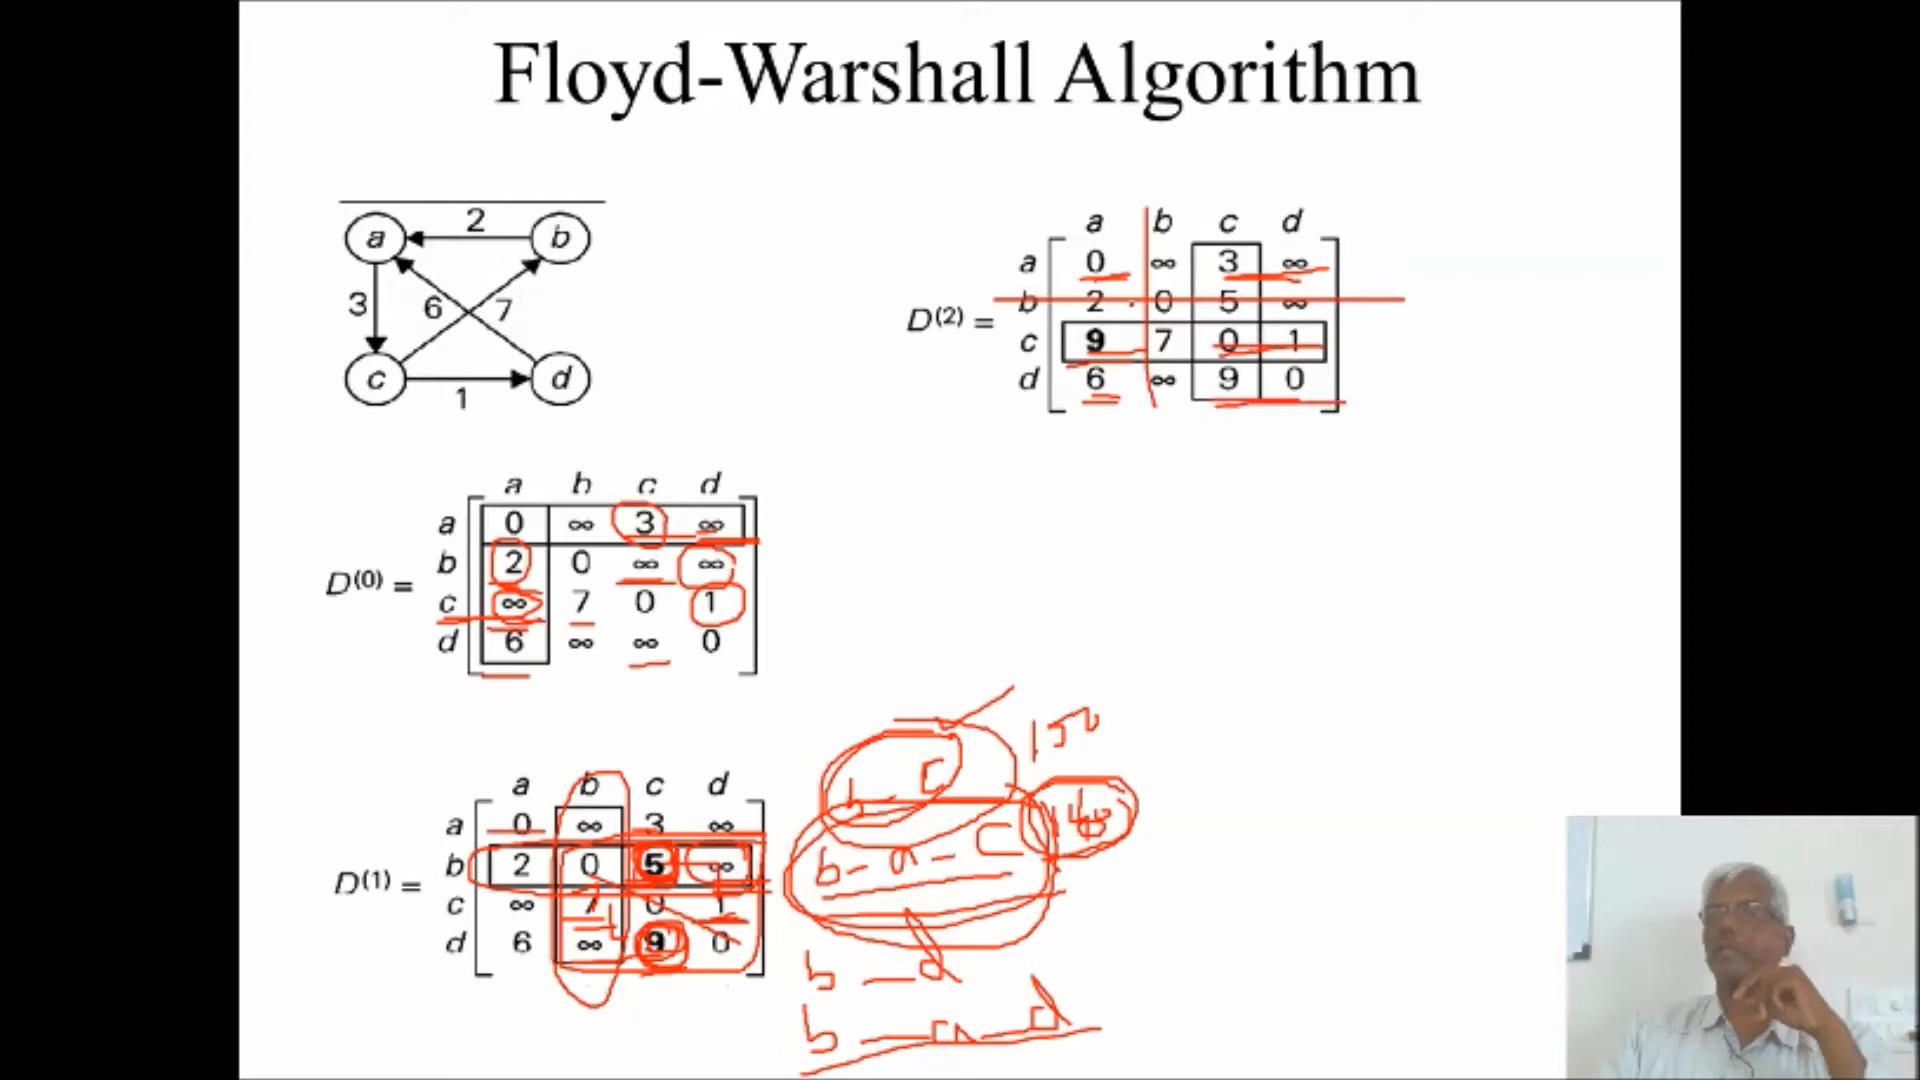 Floyd-Warshall Algorithm
a 2 b
3 6 7
c 1 d
a b c d
a 0 ∞ 3 ∞
b 2 0 5 ∞
D(2) =
c 9 7 0 1
d 6 ∞ 9 0
a b c d
a 0 ∞ 3 ∞
b 2 0 ∞ ∞
D(0) =
c ∞ 7 0 1
d 6 ∞ ∞ 0
a b c d
a 0 ∞ 3 ∞
b 2 0 5 ∞
D(1) =
c ∞ 7 0 1
d 6 ∞ 9 0
b - c
b - a - c
b - d
b - a - d